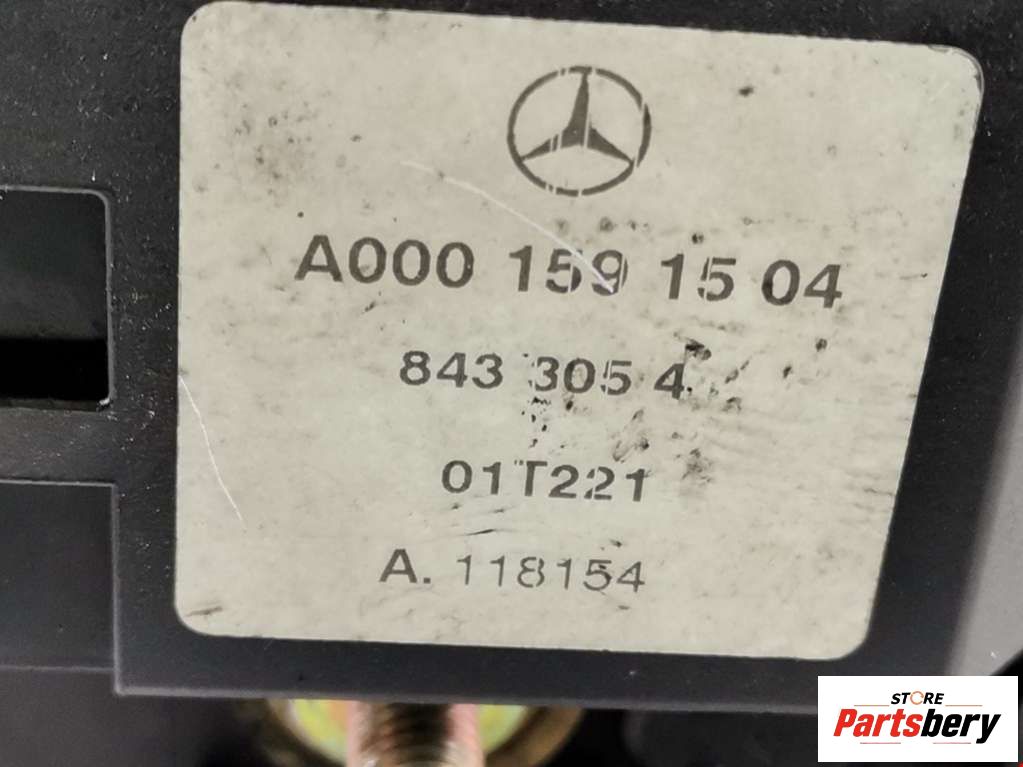 A000 159 15 04
843 305 4
01T221
A. 118154
STORE
Partsbery